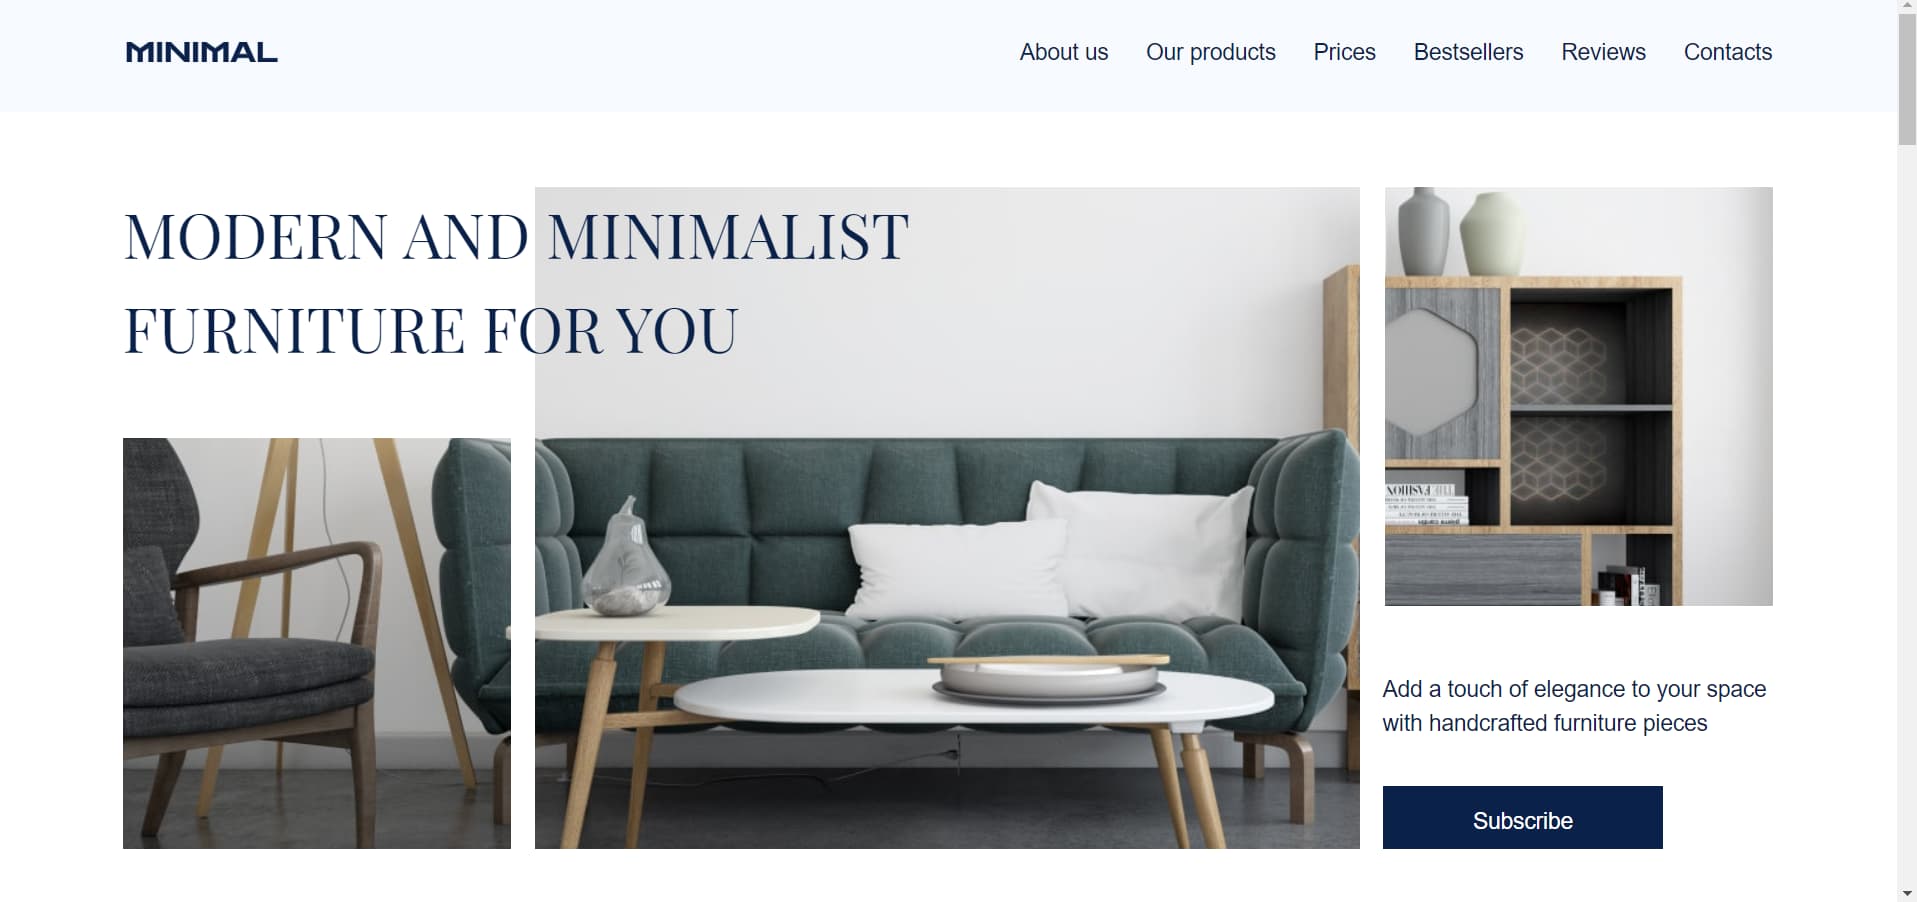 MINIMAL
About us
Our products
Prices
Bestsellers
Reviews
Contacts
MODERN AND MINIMALIST
FURNITURE FOR YOU
Add a touch of elegance to your space
with handcrafted furniture pieces
Subscribe